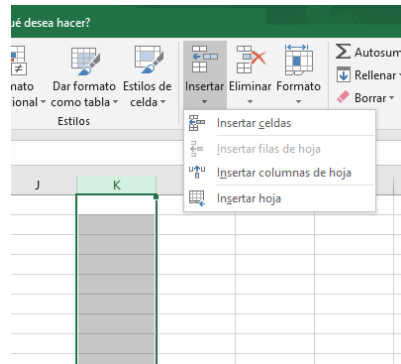 ué desea hacer?
Autosum
Rellenar
Borrar
mato
ional
Dar formato
como tabla
Estilos de
celda
Insertar
Eliminar
Formato
Estilos
Insertar celdas
Insertar filas de hoja
Insertar columnas de hoja
Insertar hoja
J
K